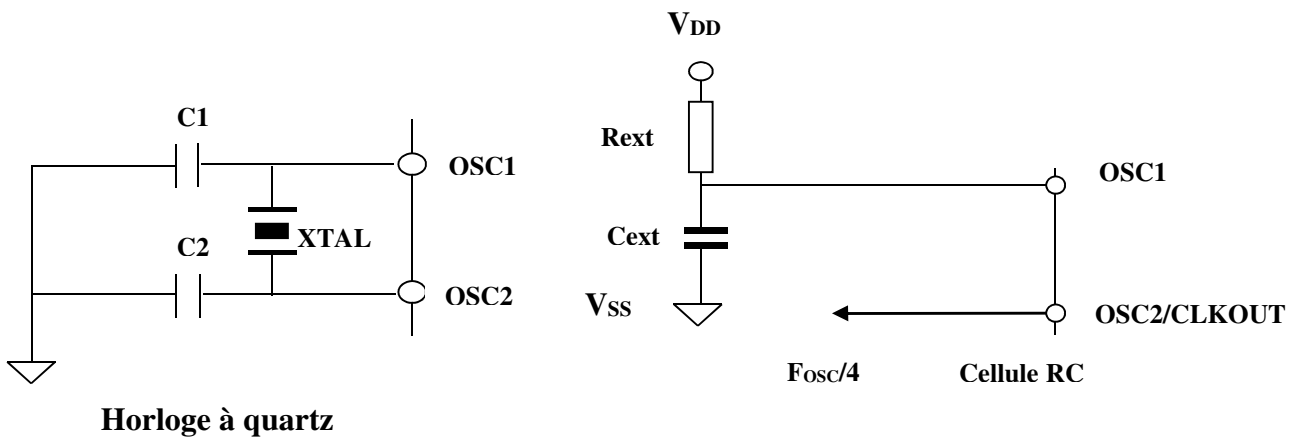 C1
OSC1
XTAL
C2
OSC2
Horloge à quartz
VDD
Rext
OSC1
Cext
VSS
OSC2/CLKOUT
FOSC/4
Cellule RC